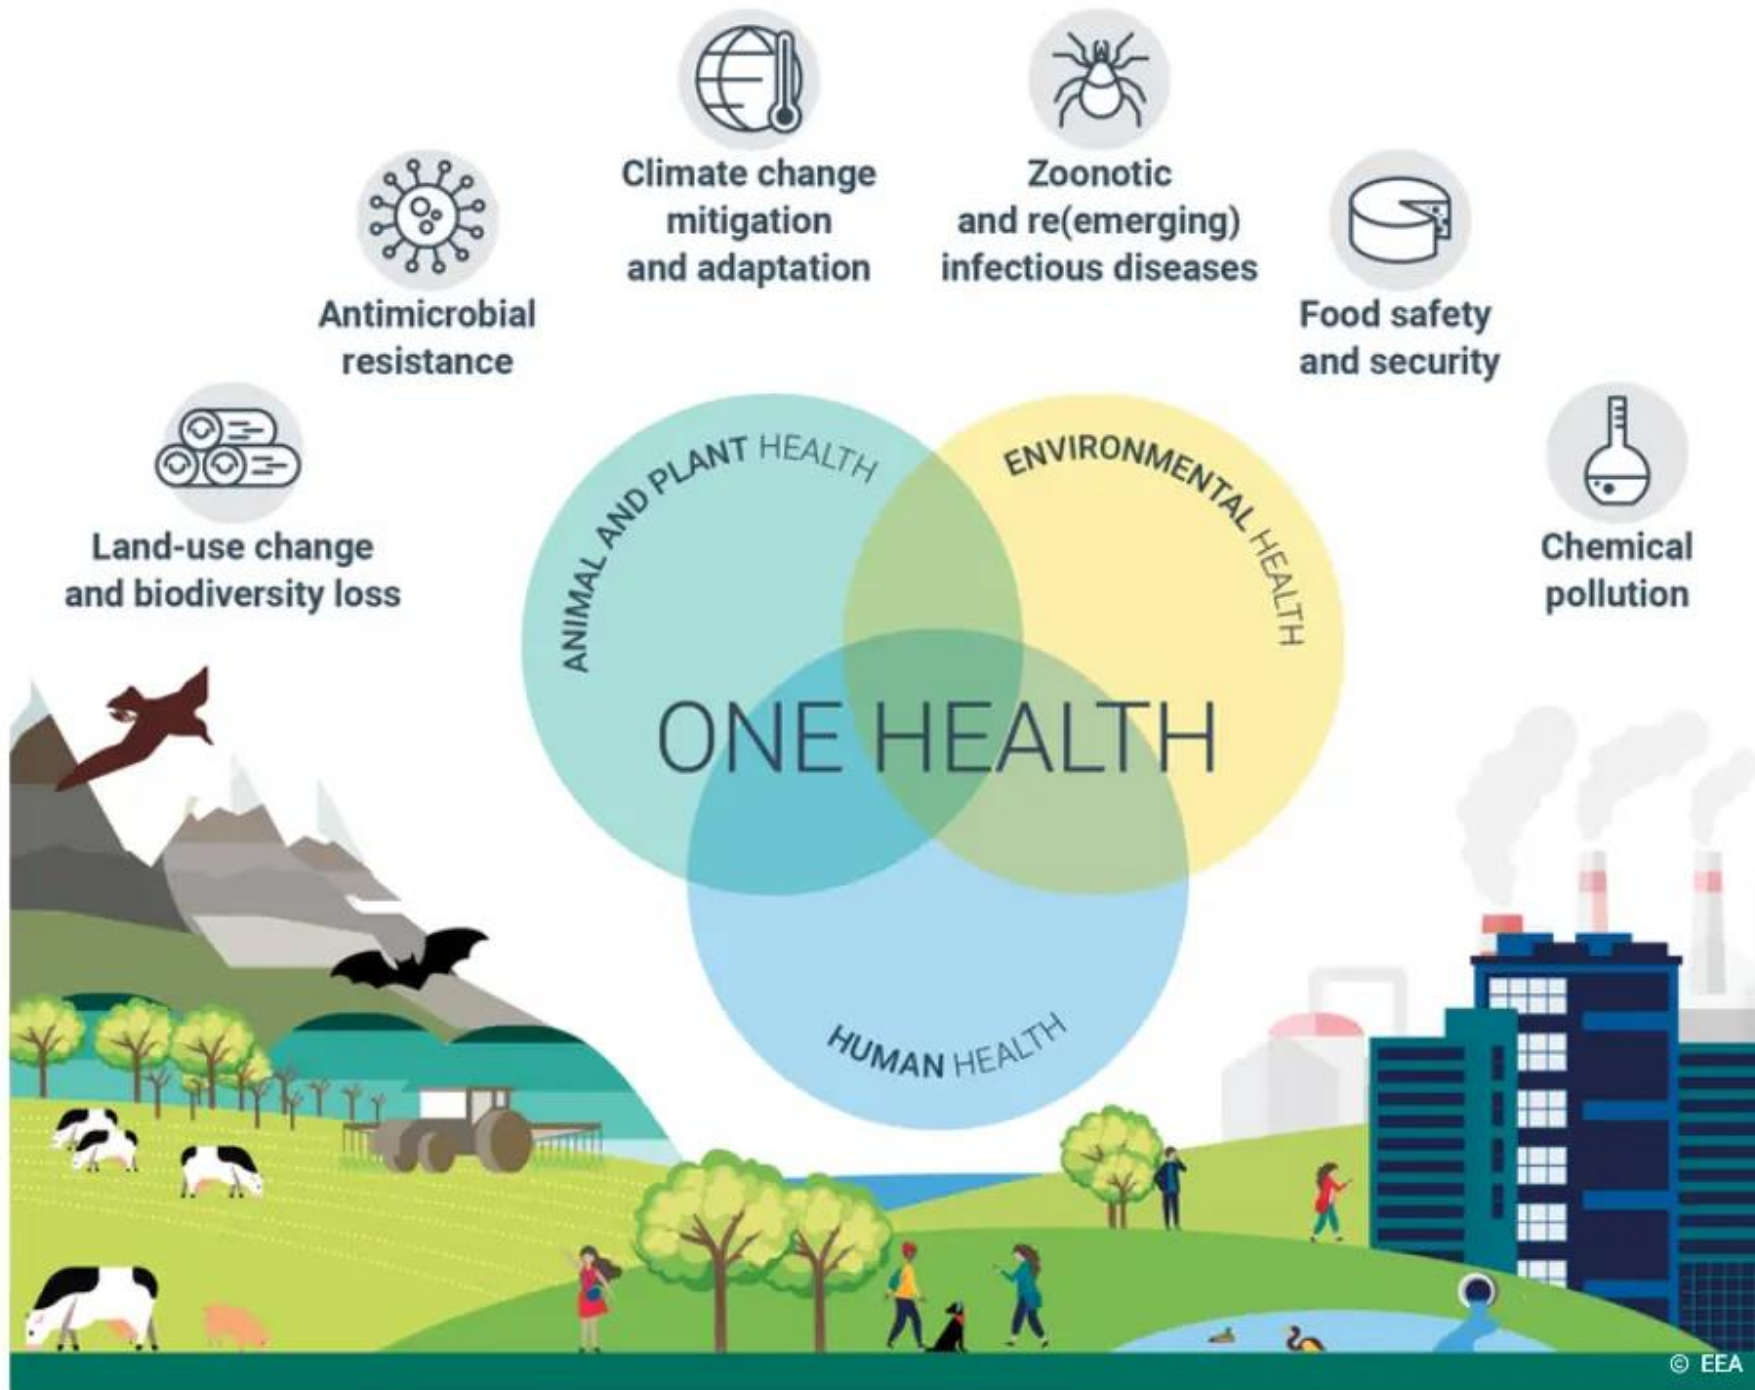 Climate change
mitigation
and adaptation
Zoonotic
and re(emerging)
infectious diseases
Antimicrobial
resistance
Food safety
and security
Land-use change
and biodiversity loss
Chemical
pollution
ANIMAL AND PLANT HEALTH
ENVIRONMENTAL HEALTH
ONE HEALTH
HUMAN HEALTH
© EEA